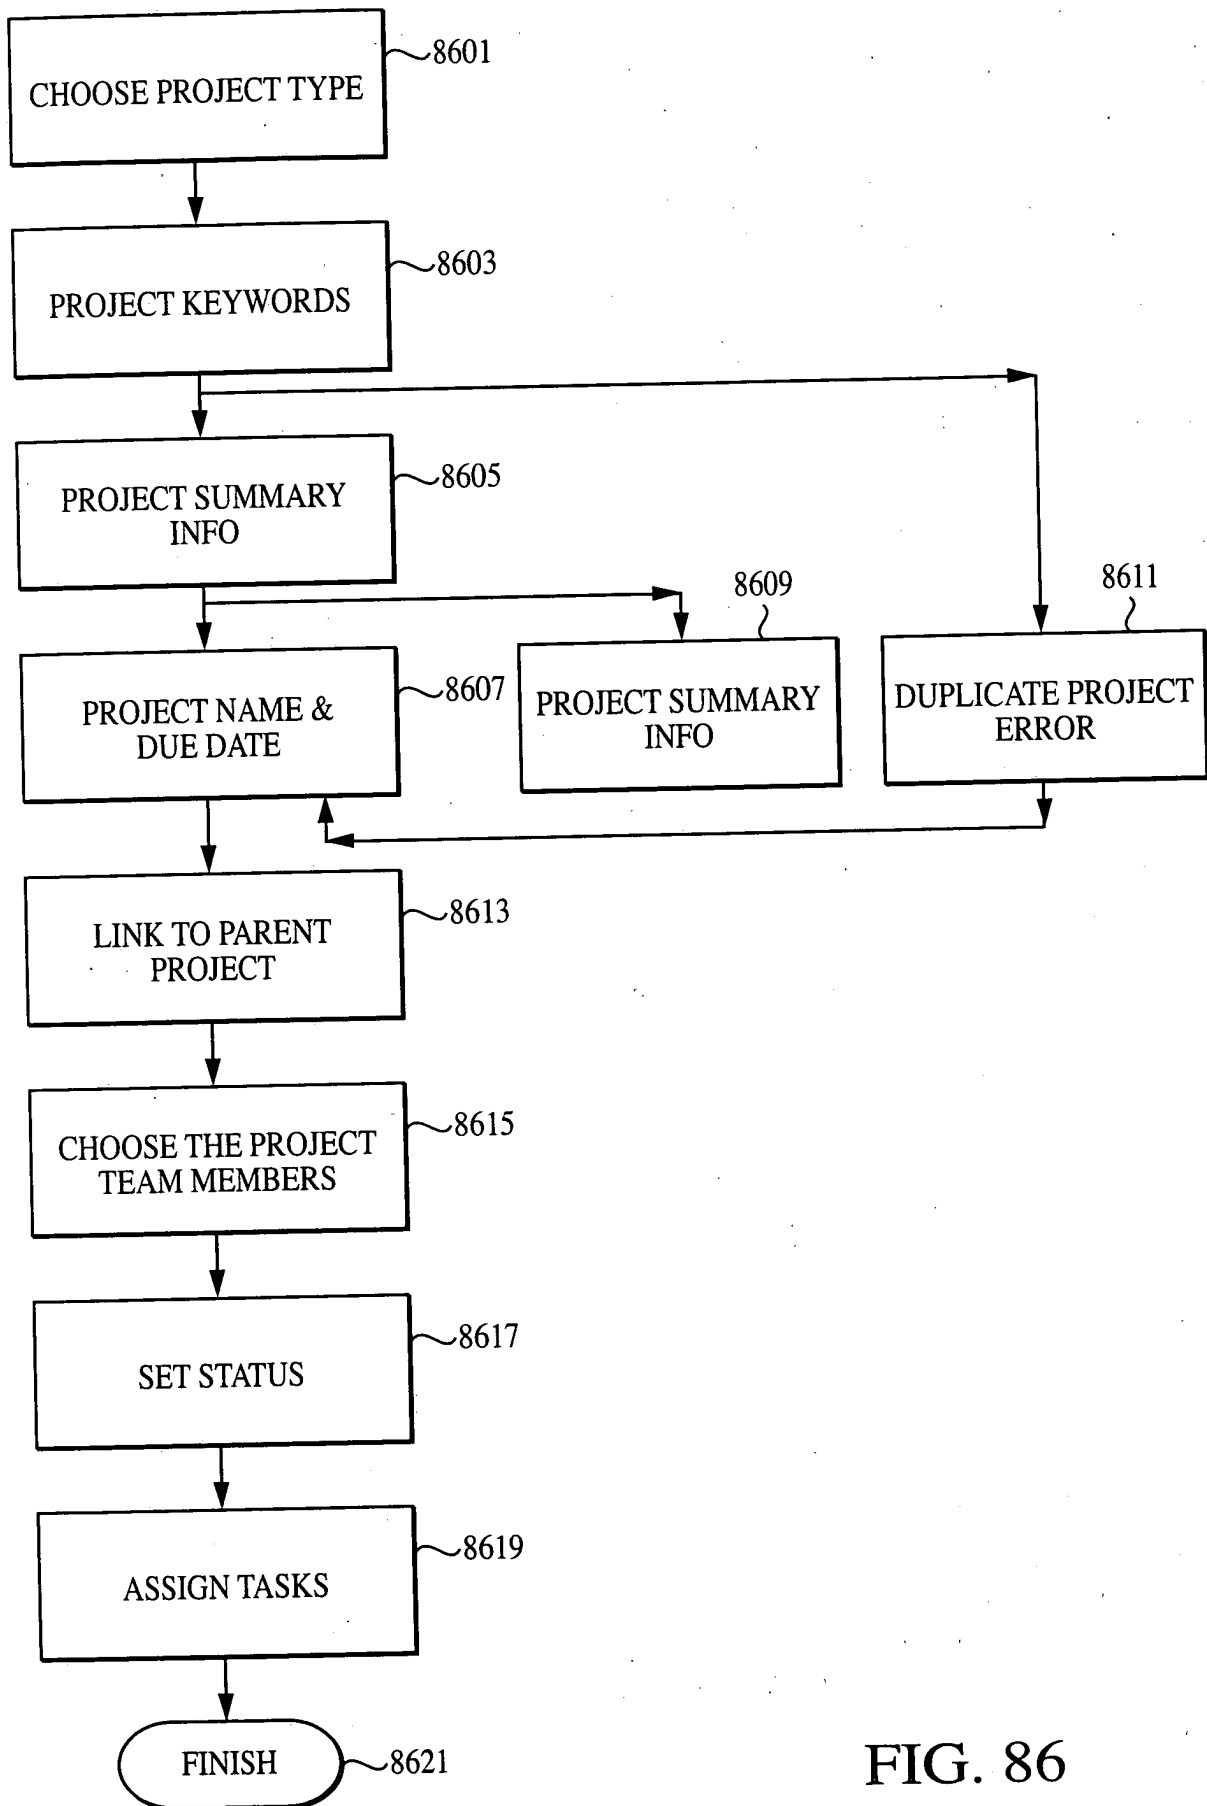 8601
CHOOSE PROJECT TYPE
8603
PROJECT KEYWORDS
8605
PROJECT SUMMARY
INFO
8609
8611
8607
PROJECT NAME &
DUE DATE
PROJECT SUMMARY
INFO
DUPLICATE PROJECT
ERROR
8613
LINK TO PARENT
PROJECT
8615
CHOOSE THE PROJECT
TEAM MEMBERS
8617
SET STATUS
8619
ASSIGN TASKS
FINISH
8621
FIG. 86